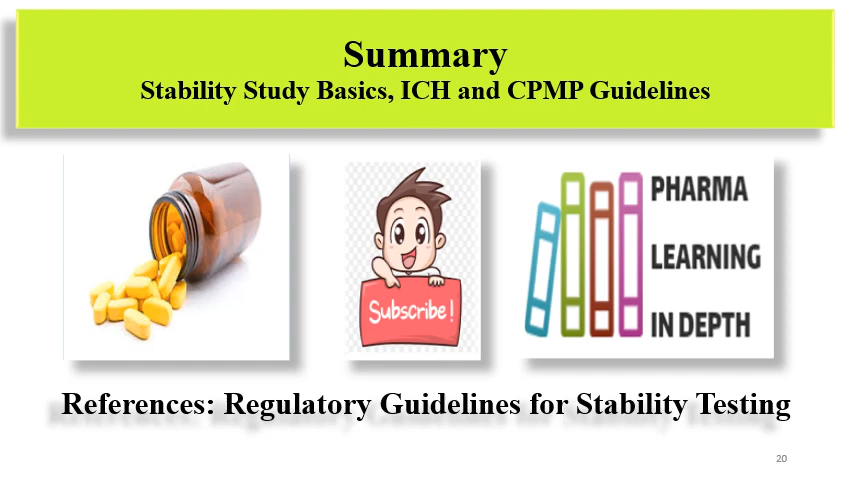 Summary
Stability Study Basics, ICH and CPMP Guidelines
Subscribe!
PHARMA
LEARNING
IN DEPTH
References: Regulatory Guidelines for Stability Testing
20